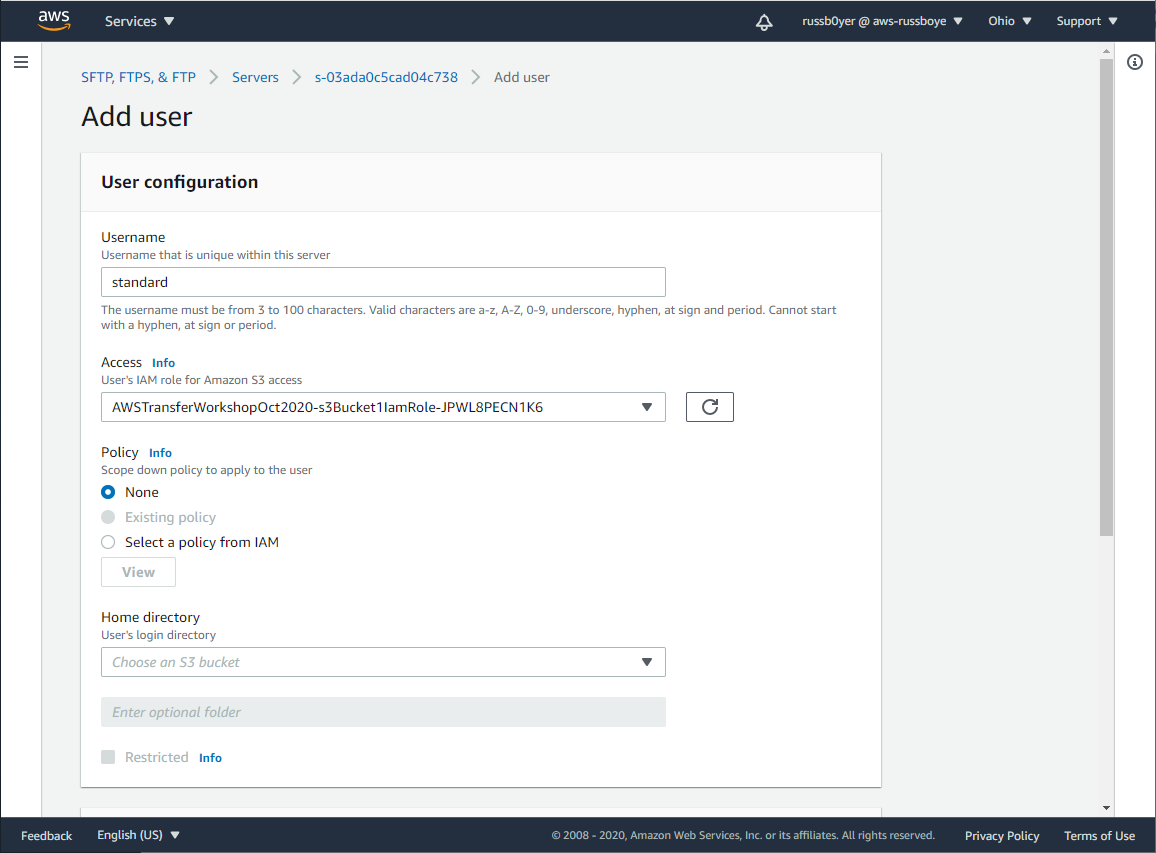 aws Services russb0yer @ aws-russboye Ohio Support
SFTP, FTPS, & FTP Servers s-03ada0c5cad04c738 Add user
Add user
User configuration
Username
Username that is unique within this server
standard
The username must be from 3 to 100 characters. Valid characters are a-z, A-Z, 0-9, underscore, hyphen, at sign and period. Cannot start
with a hyphen, at sign or period.
Access Info
User's IAM role for Amazon S3 access
AWSTransferWorkshopOct2020-s3Bucket1IamRole-JPWL8PECN1K6
Policy Info
Scope down policy to apply to the user
None
Existing policy
Select a policy from IAM
View
Home directory
User's login directory
Choose an S3 bucket
Enter optional folder
Restricted Info
Feedback English (US) © 2008 - 2020, Amazon Web Services, Inc. or its affiliates. All rights reserved. Privacy Policy Terms of Use